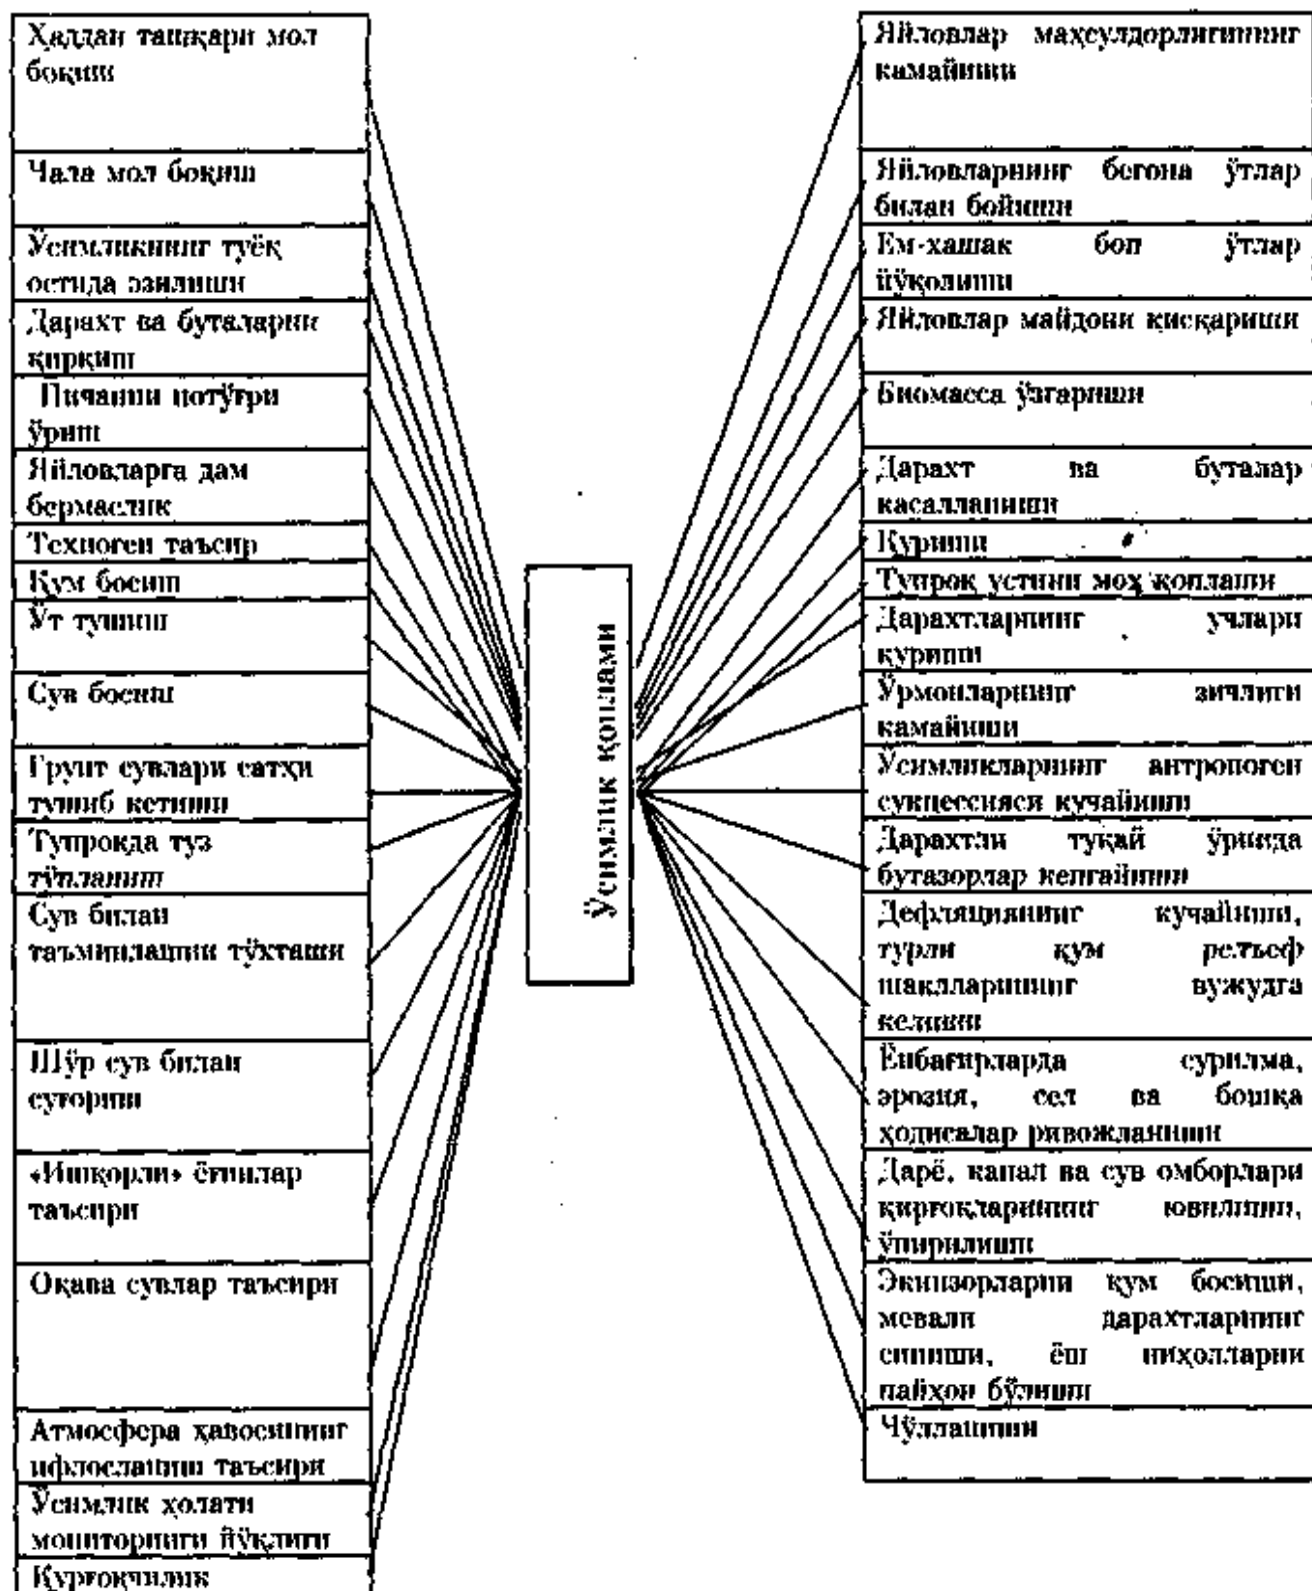 Ҳаддан ташқари мол
боқиш
Чала мол боқиш
Ўсимликнинг туёқ
остида эзилиши
Дарахт ва буталарни
қирқиш
Пичанни нотўғри
ўриш
Яйловларга дам
бермаслик
Техноген таъсир
Қум босиш
Ўт тушиш
Сув босиш
Грунт сувлари сатҳи
тушиб кетиши
Тупроқда туз
тўпланиш
Сув билан
таъминлашни тўхташи
Шўр сув билан
суғориш
«Ишқорли» ёғинлар
таъсири
Оқава сувлар таъсири
Атмосфера ҳавосининг
ифлосланиш таъсири
Ўсимлик ҳолати
мониторинги йўқлиги
Қурғоқчилик
Ўсимлик қоплами
Яйловлар маҳсулдорлигининг
камайиши
Яйловларнинг бегона ўтлар
билан бойиши
Ем-хашак боп ўтлар
йўқолиши
Яйловлар майдони қисқариши
Биомасса ўзгариши
Дарахт ва буталар
касалланиши
Қуриши
Тупроқ устини мох қоплаши
Дарахтларнинг учлари
қуриши
Ўрмонларнинг зичлиги
камайиши
Ўсимликларнинг антропоген
сукцессияси кучайиши
Дарахтли туқай ўрнида
бутазорлар кенгайиши
Дефляциянинг кучайиши,
турли қум рельеф
шаклларининг вужудга
келиши
Ёнбағирларда сурилма,
эрозия, сел ва бошқа
ҳодисалар ривожланиши
Дарё, канал ва сув омборлари
қирғоқларининг ювилиши,
ўпирилиши
Экинзорларни қум босиши,
мевали дарахтларнинг
синиши, ёш ниҳолларни
пайҳон бўлиши
Чўллашиши